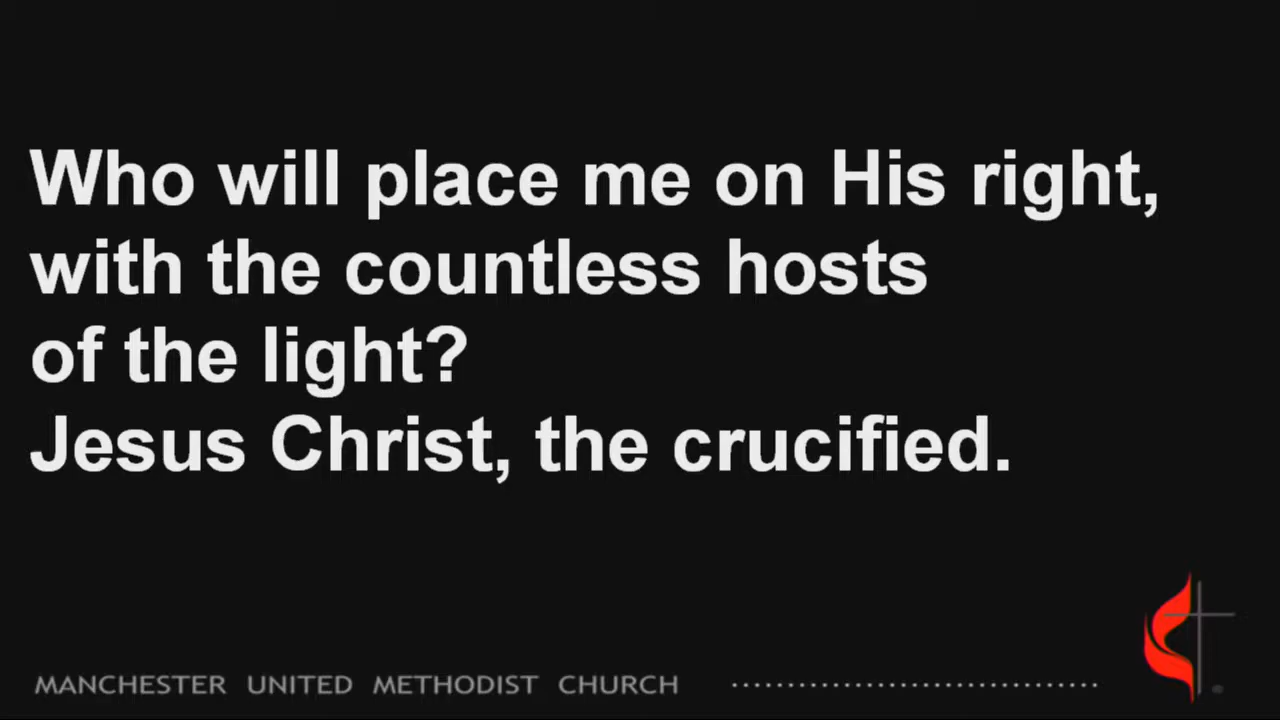 Who will place me on His right,
with the countless hosts
of the light?
Jesus Christ, the crucified.
MANCHESTER UNITED METHODIST CHURCH